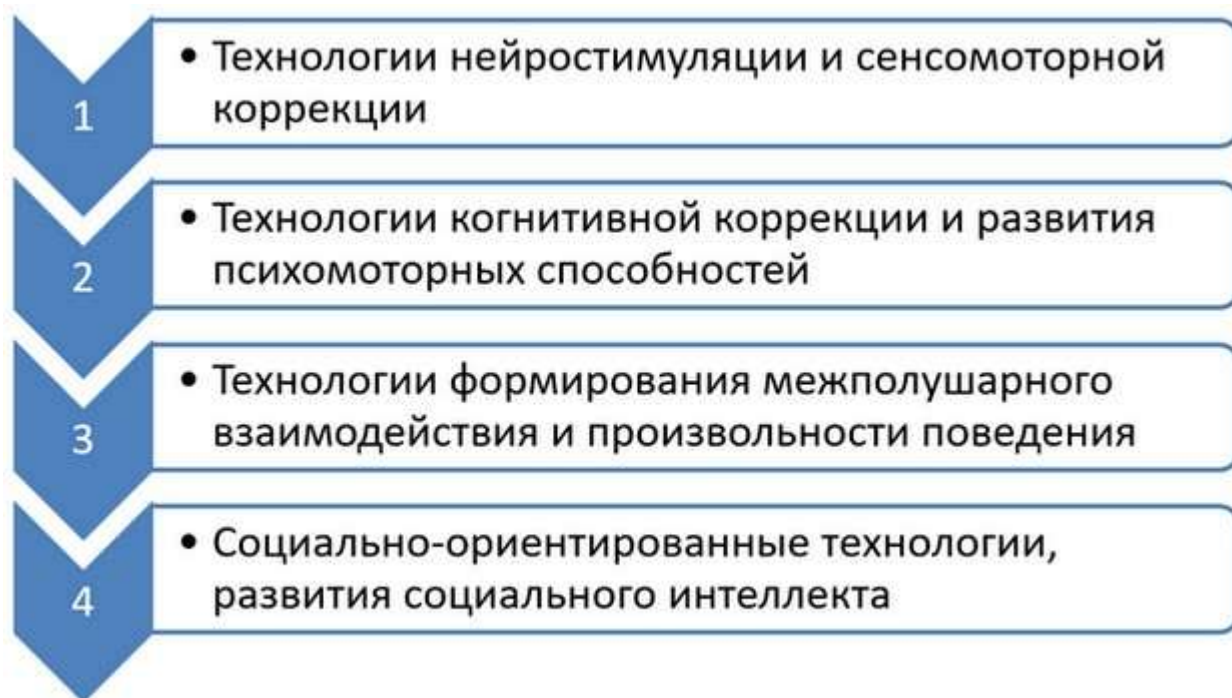 1
• Технологии нейростимуляции и сенсомоторной
коррекции
2
• Технологии когнитивной коррекции и развития
психомоторных способностей
3
• Технологии формирования межполушарного
взаимодействия и произвольности поведения
4
• Социально-ориентированные технологии,
развития социального интеллекта